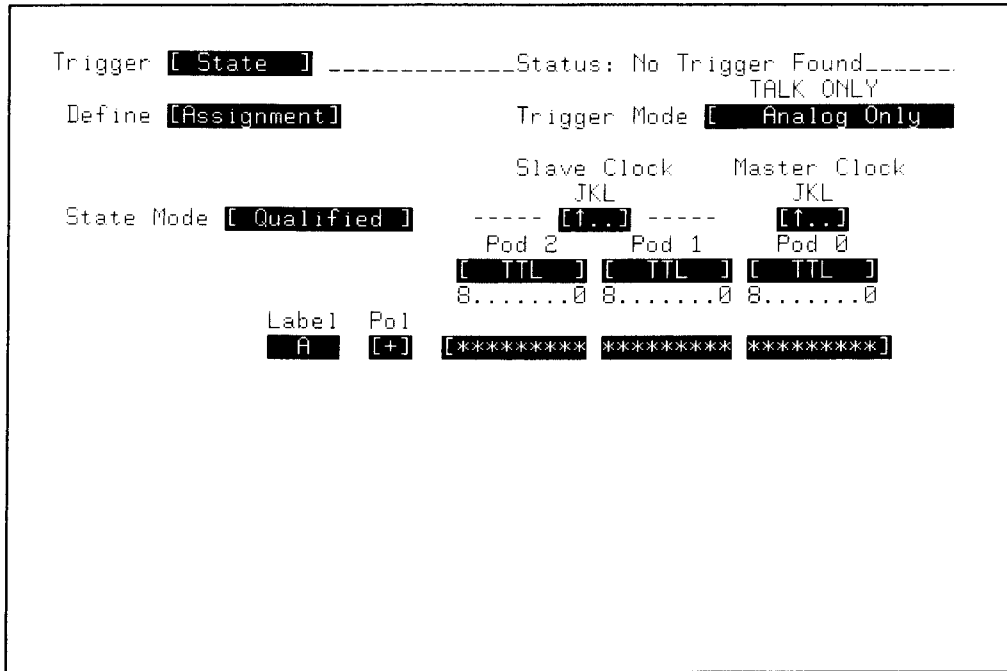 Trigger [ State ] _____________Status: No Trigger Found______
TALK ONLY
Define [Assignment] Trigger Mode [ Analog Only
Slave Clock Master Clock
JKL JKL
State Mode [ Qualified ] ----- [↑..] ----- [↑..]
Pod 2 Pod 1 Pod 0
[ TTL ] [ TTL ] [ TTL ]
8.......0 8.......0 8.......0
Label Pol
A [+] [********* ********* *********]